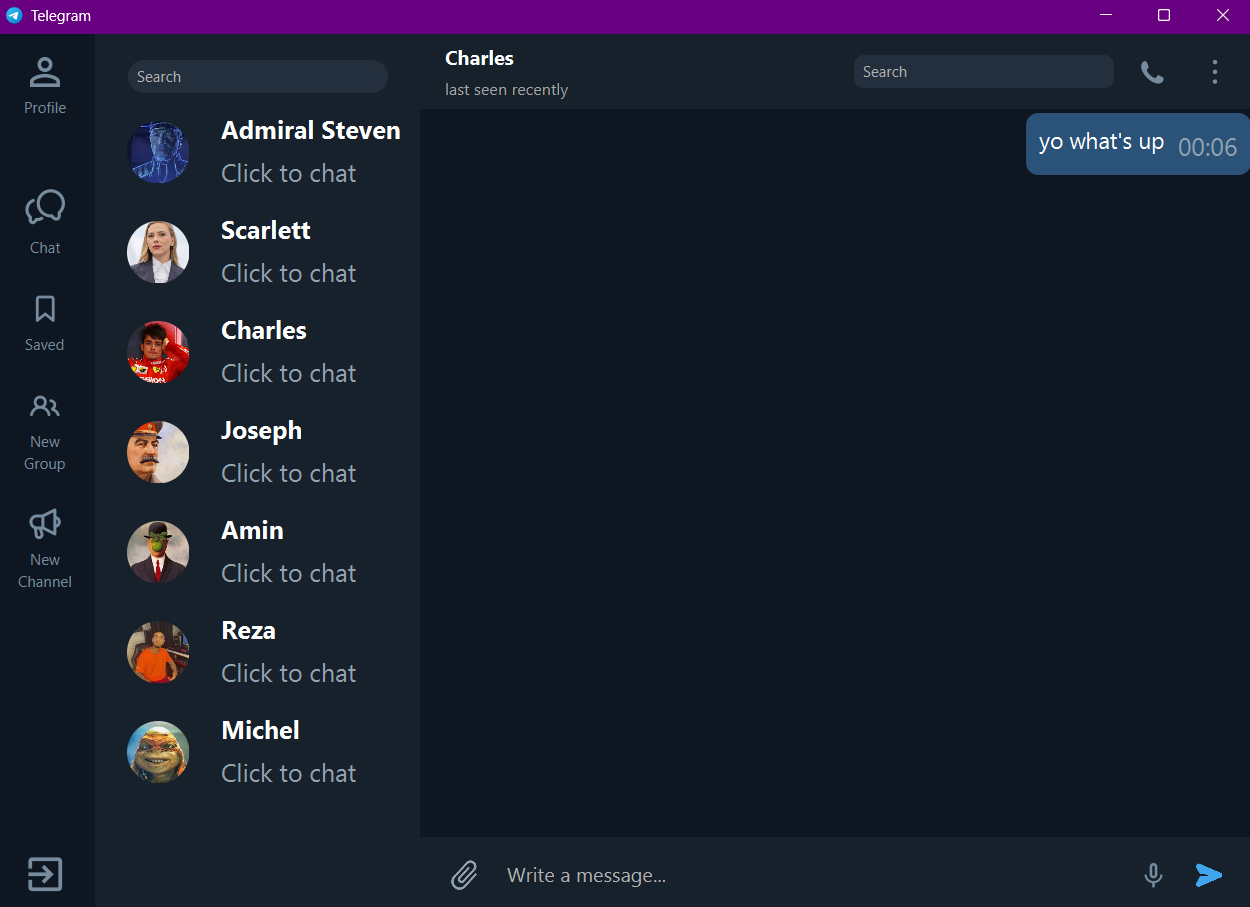 Telegram
Profile
Chat
Saved
New
Group
New
Channel
Search
Admiral Steven
Click to chat
Scarlett
Click to chat
Charles
Click to chat
Joseph
Click to chat
Amin
Click to chat
Reza
Click to chat
Michel
Click to chat
Charles
last seen recently
Search
yo what's up 00:06
Write a message...